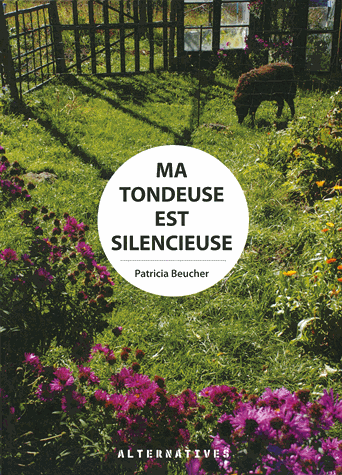 MA
TONDEUSE
EST
SILENCIEUSE
Patricia Beucher
ALTERNATIVES